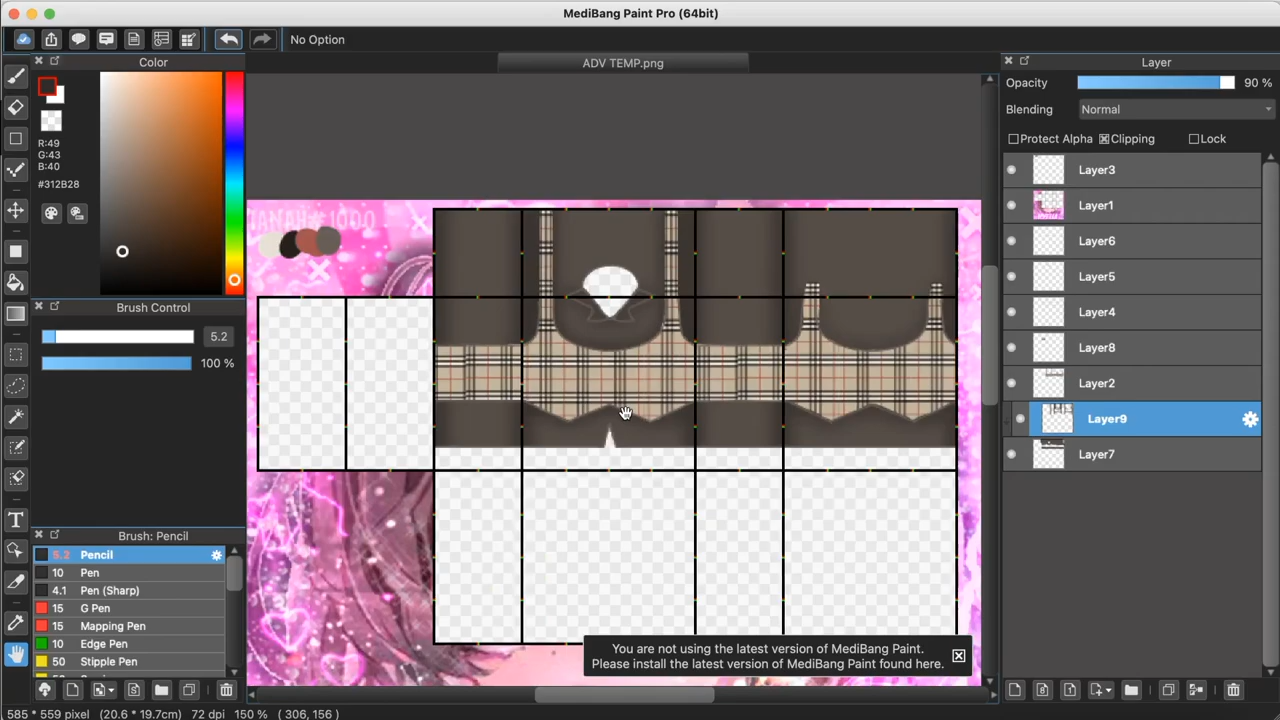 MediBang Paint Pro (64bit)
No Option
Color
ADV TEMP.png
Layer
Opacity
90 %
Blending
Normal
Protect Alpha
Clipping
Lock
R:49
G:43
B:40
#312B28
Layer3
Layer1
Layer6
Layer5
Layer4
Layer8
Layer2
Layer9
Layer7
Brush Control
5.2
100 %
Brush: Pencil
5.2 Pencil
10 Pen
4.1 Pen (Sharp)
15 G Pen
15 Mapping Pen
10 Edge Pen
50 Stipple Pen
You are not using the latest version of MediBang Paint.
Please install the latest version of MediBang Paint found here.
585 * 559 pixel (20.6 * 19.7cm) 72 dpi 150 % ( 306, 156 )